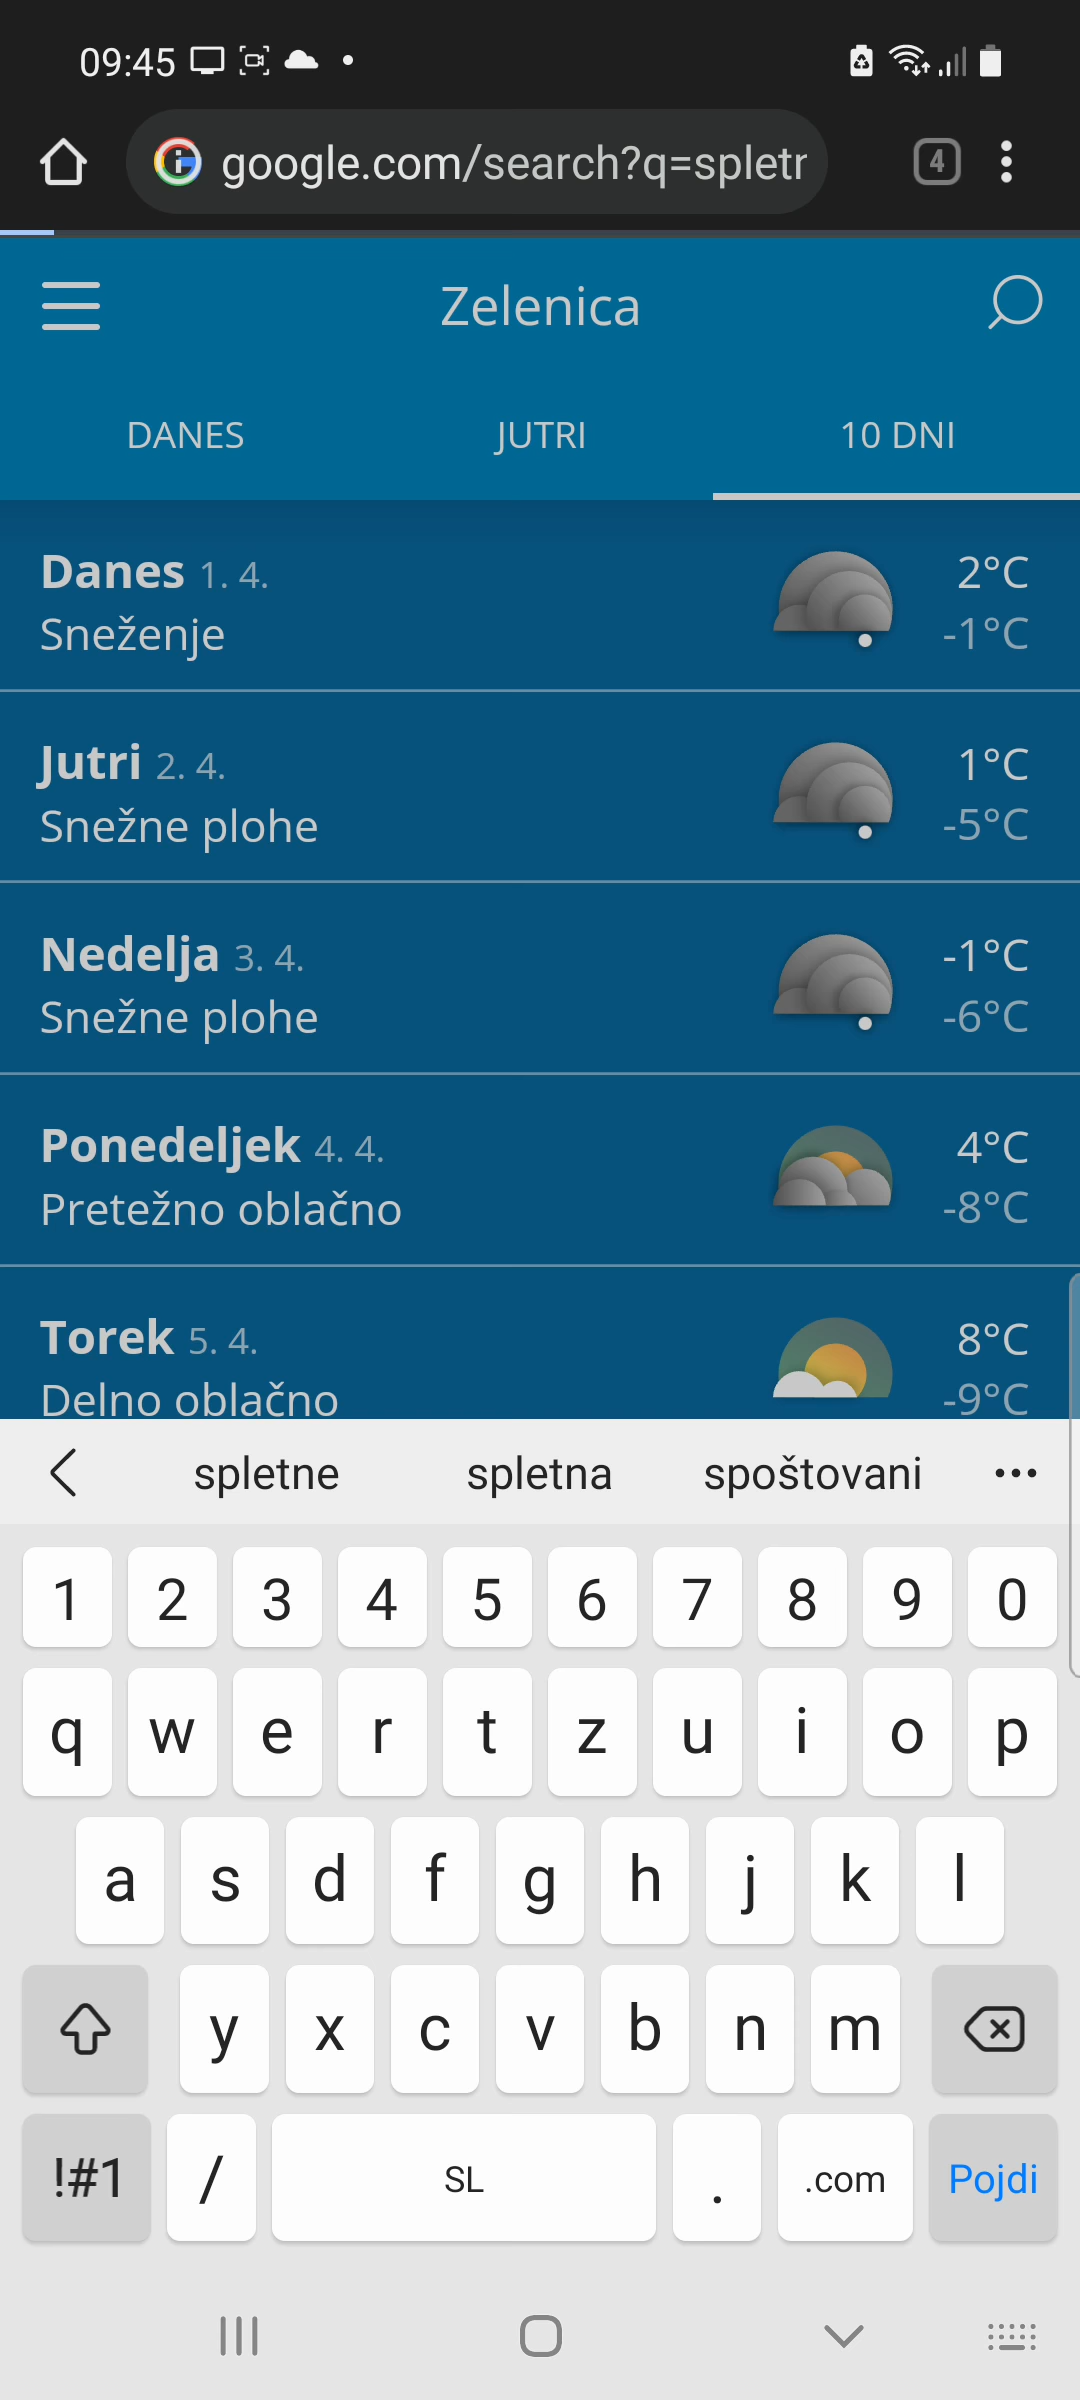 09:45
google.com/search?q=spletr
4
Zelenica
DANES JUTRI 10 DNI
Danes 1. 4. 2°C
Sneženje -1°C
Jutri 2. 4. 1°C
Snežne plohe -5°C
Nedelja 3. 4. -1°C
Snežne plohe -6°C
Ponedeljek 4. 4. 4°C
Pretežno oblačno -8°C
Torek 5. 4. 8°C
Delno oblačno -9°C
spletne spletna spoštovani
1 2 3 4 5 6 7 8 9 0
q w e r t z u i o p
a s d f g h j k l
y x c v b n m
!#1 / SL . .com Pojdi